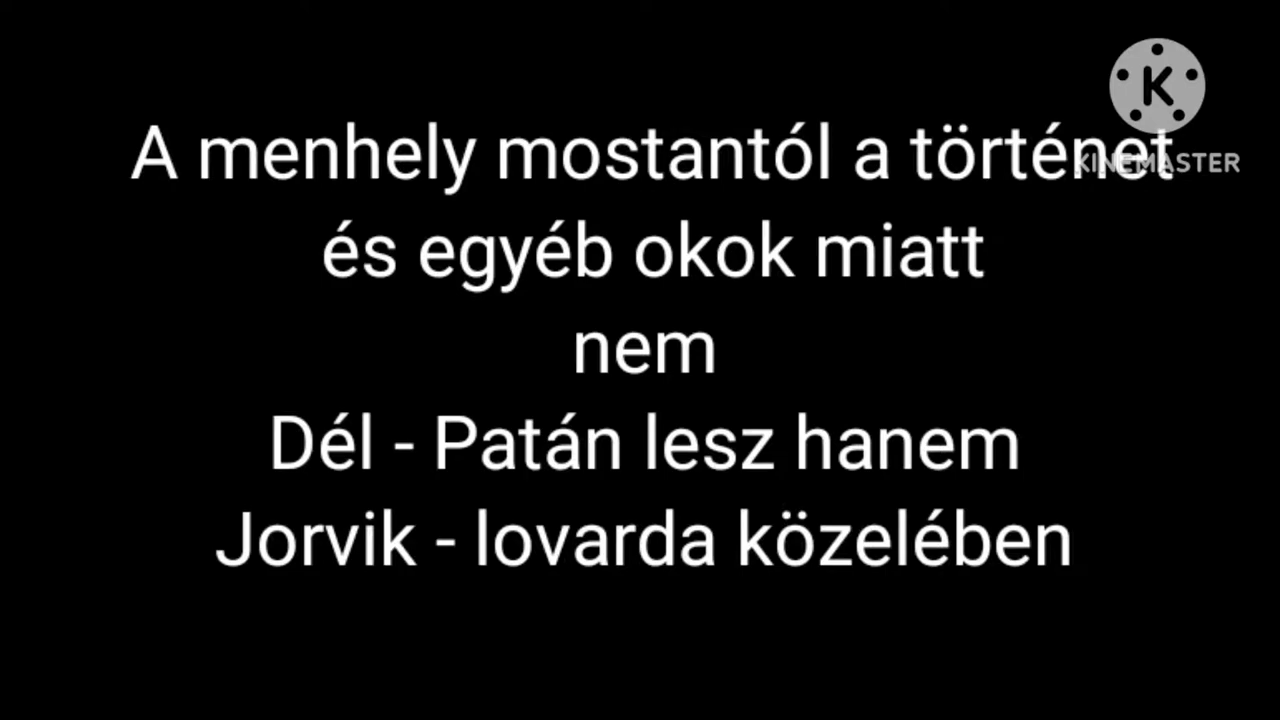 A menhely mostantól a történet
és egyéb okok miatt
nem
Dél - Patán lesz hanem
Jorvik - lovarda közelében
K
KINEMASTER